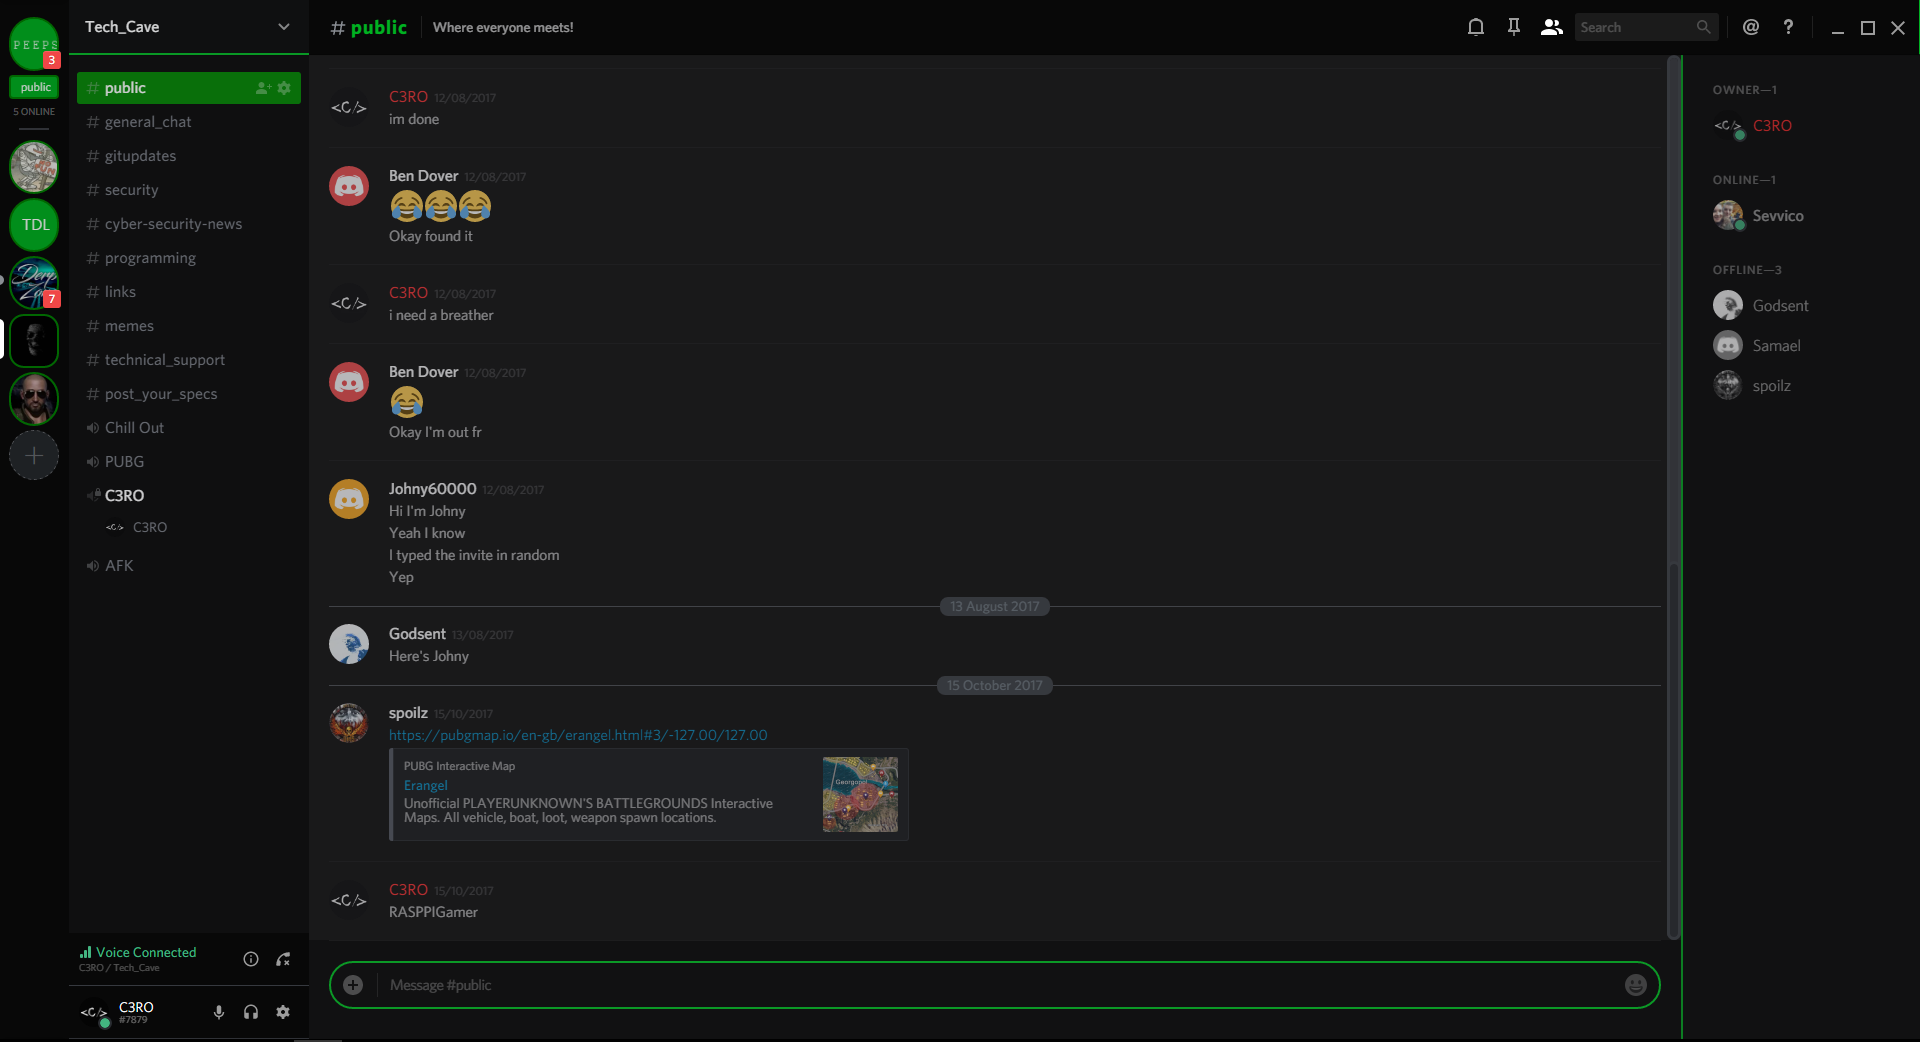 PEEPS
3
public
5 ONLINE
TDL
7
Tech_Cave
# public
# general_chat
# gitupdates
# security
# cyber-security-news
# programming
# links
# memes
# technical_support
# post_your_specs
Chill Out
PUBG
C3RO
<C/> C3RO
AFK
Voice Connected
C3RO / Tech_Cave
<C/> C3RO
#7879
# public Where everyone meets!
Search
@ ?
<C/> C3RO 12/08/2017
im done
Ben Dover 12/08/2017
😂😂😂
Okay found it
<C/> C3RO 12/08/2017
i need a breather
Ben Dover 12/08/2017
😂
Okay I'm out fr
Johny60000 12/08/2017
Hi I'm Johny
Yeah I know
I typed the invite in random
Yep
13 August 2017
Godsent 13/08/2017
Here's Johny
15 October 2017
spoilz 15/10/2017
https://pubgmap.io/en-gb/erangel.html#3/-127.00/127.00
PUBG Interactive Map
Erangel
Unofficial PLAYERUNKNOWN'S BATTLEGROUNDS Interactive
Maps. All vehicle, boat, loot, weapon spawn locations.
Georgopol
<C/> C3RO 15/10/2017
RASPPIGamer
Message #public
OWNER—1
<C/> C3RO
ONLINE—1
Sevvico
OFFLINE—3
Godsent
Samael
spoilz